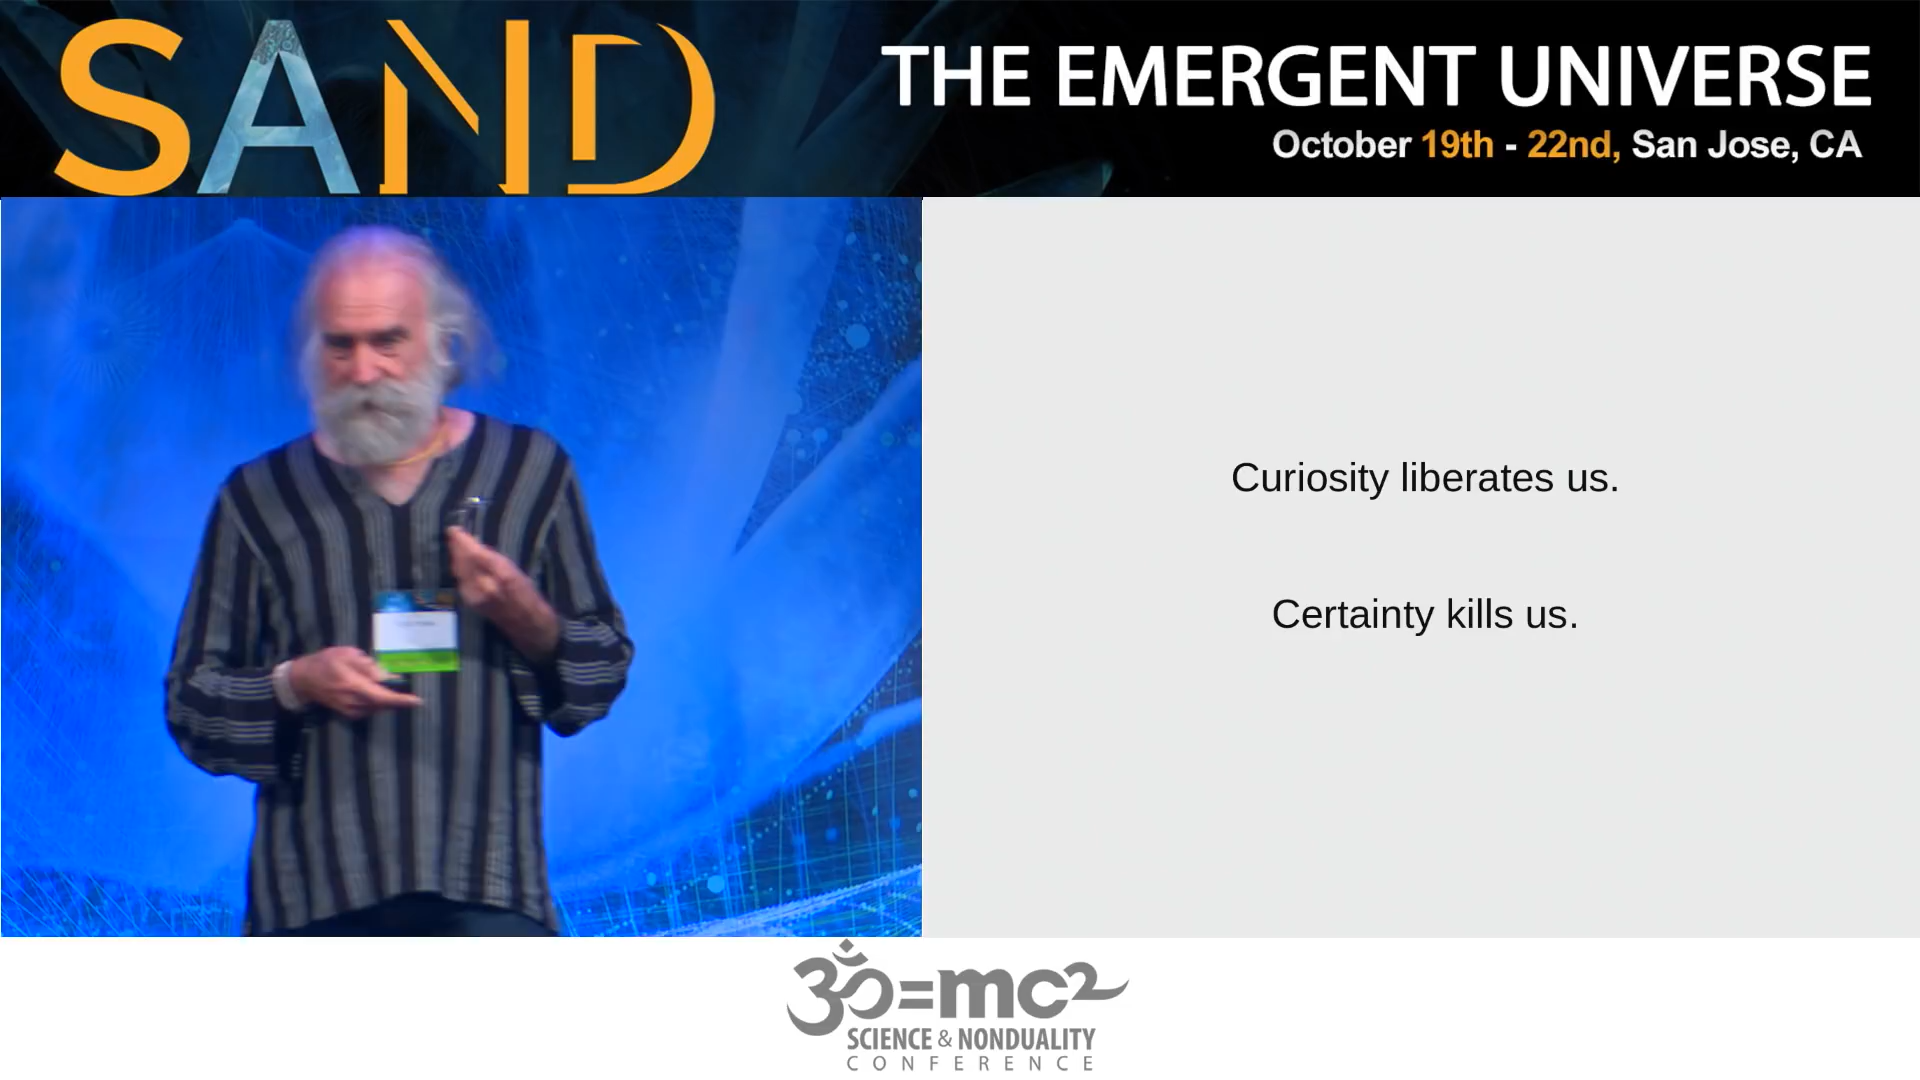 SAND
THE EMERGENT UNIVERSE
October 19th - 22nd, San Jose, CA
Curiosity liberates us.
Certainty kills us.
ॐ=mc²
SCIENCE & NONDUALITY
CONFERENCE